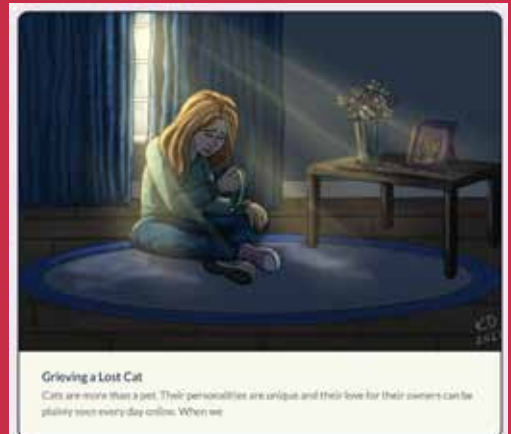 KD
Grieving a Lost Cat
Cats are more than a pet. Their personalities are unique and their love for their owners can be
plainly seen every day online. When we